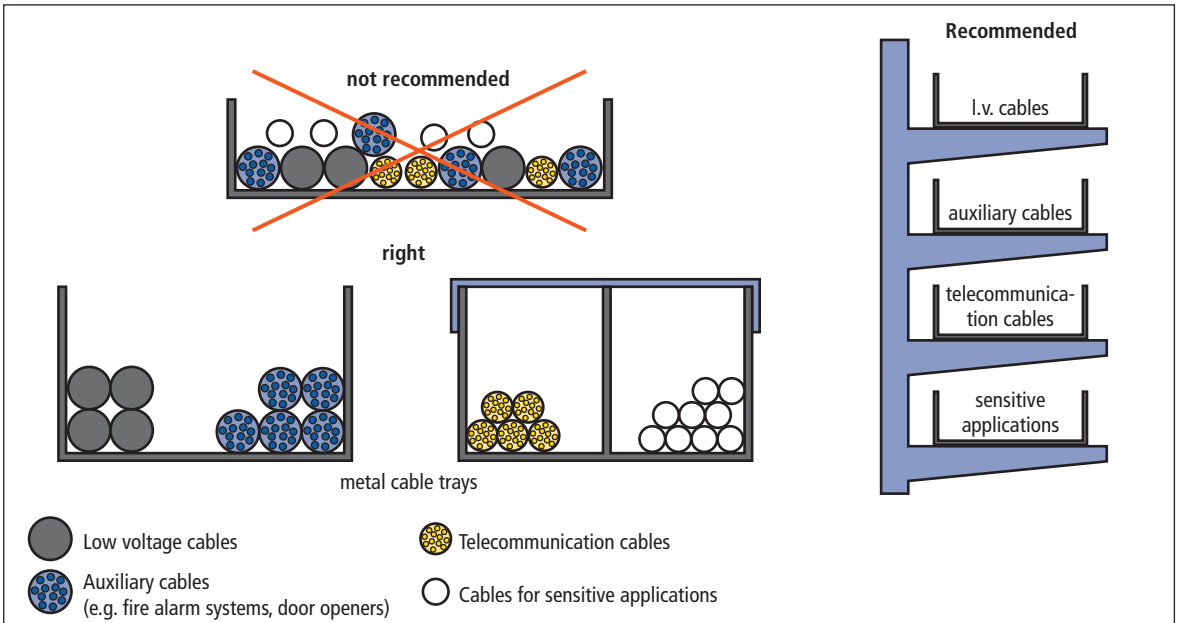 not recommended
right
metal cable trays
Recommended
l.v. cables
auxiliary cables
telecommunica-
tion cables
sensitive
applications
Low voltage cables
Auxiliary cables
(e.g. fire alarm systems, door openers)
Telecommunication cables
Cables for sensitive applications